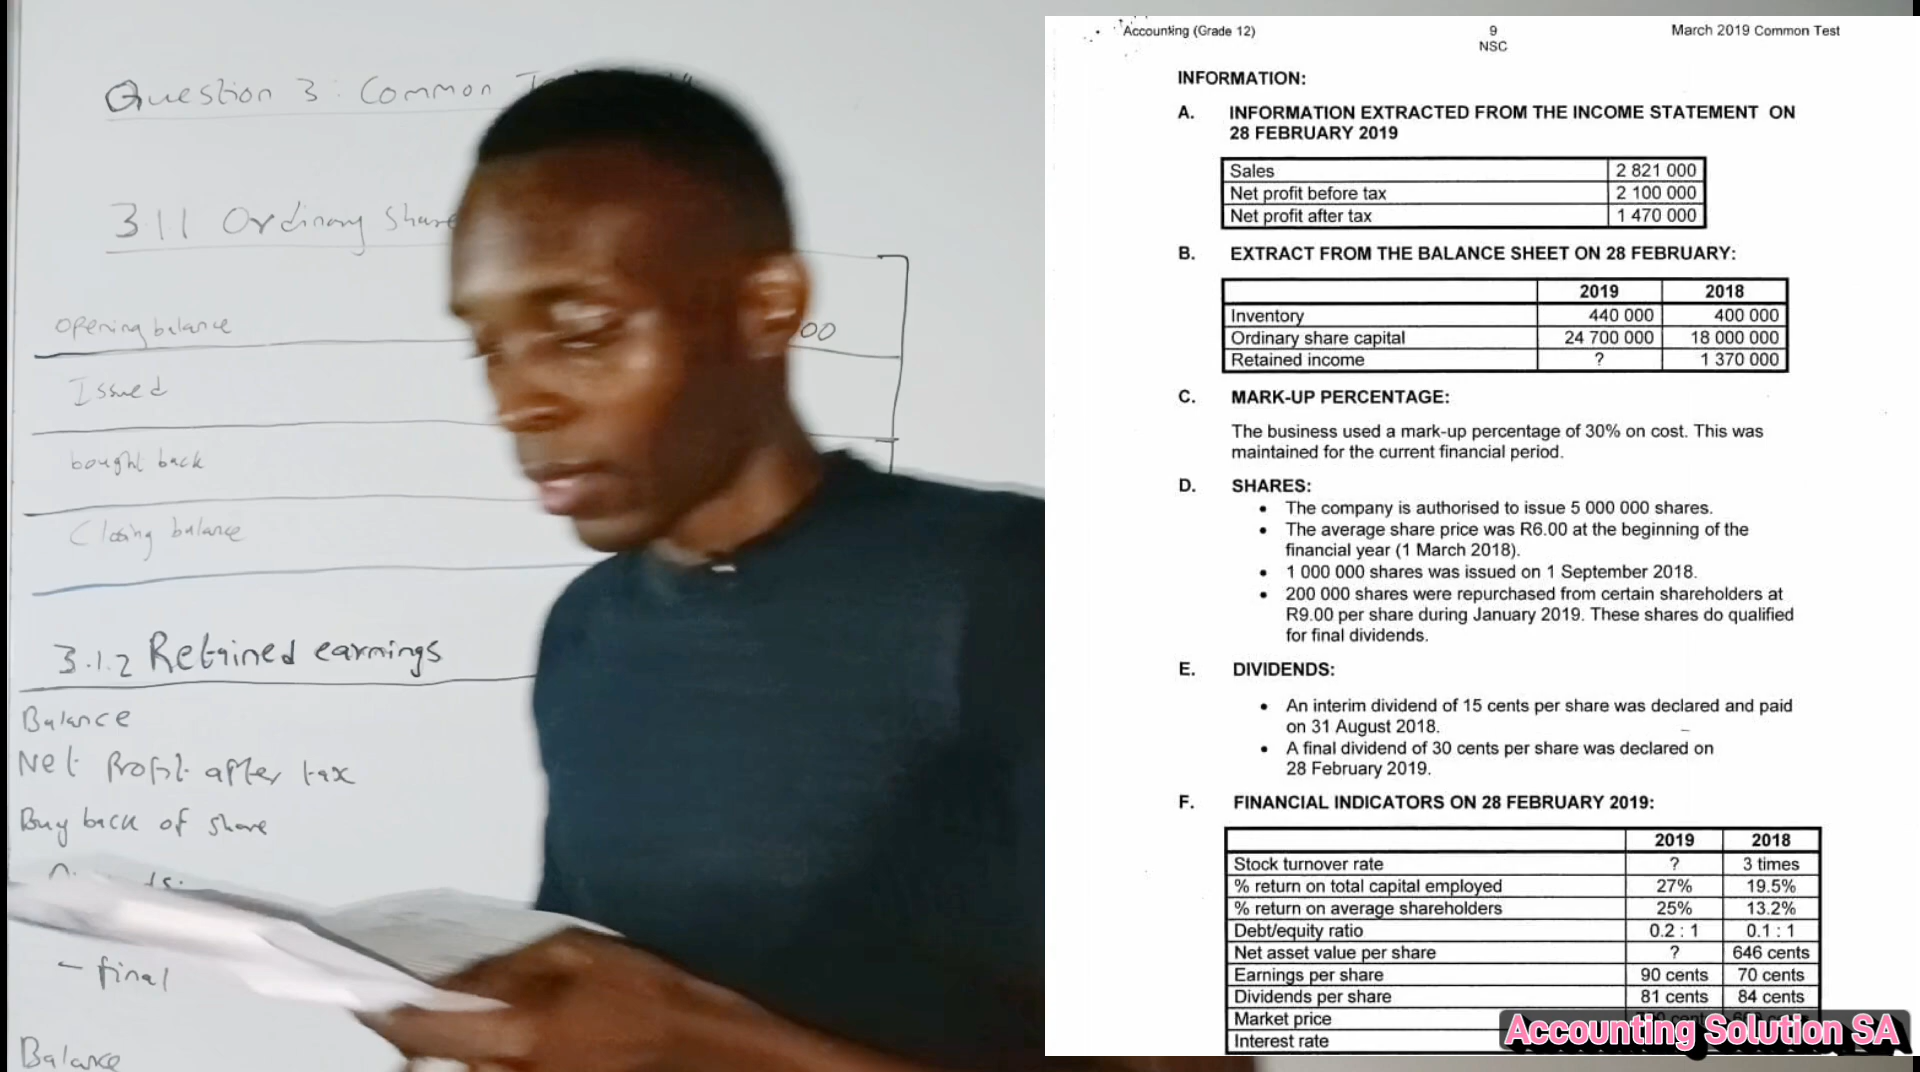 Question 3: Common
3.1.1 Ordinary Share
Opening balance
00
Issued
bought back
Closing balance
3.1.2 Retained earnings
Balance
Net Profit after tax
Buy back of share
- final
Balance
Accounting (Grade 12) 9 March 2019 Common Test
NSC
INFORMATION:
A. INFORMATION EXTRACTED FROM THE INCOME STATEMENT ON
28 FEBRUARY 2019
Sales 2 821 000
Net profit before tax 2 100 000
Net profit after tax 1 470 000
B. EXTRACT FROM THE BALANCE SHEET ON 28 FEBRUARY:
2019 2018
Inventory 440 000 400 000
Ordinary share capital 24 700 000 18 000 000
Retained income ? 1 370 000
C. MARK-UP PERCENTAGE:
The business used a mark-up percentage of 30% on cost. This was
maintained for the current financial period.
D. SHARES:
• The company is authorised to issue 5 000 000 shares.
• The average share price was R6.00 at the beginning of the
financial year (1 March 2018).
• 1 000 000 shares was issued on 1 September 2018.
• 200 000 shares were repurchased from certain shareholders at
R9.00 per share during January 2019. These shares do qualified
for final dividends.
E. DIVIDENDS:
• An interim dividend of 15 cents per share was declared and paid
on 31 August 2018.
• A final dividend of 30 cents per share was declared on
28 February 2019.
F. FINANCIAL INDICATORS ON 28 FEBRUARY 2019:
2019 2018
Stock turnover rate ? 3 times
% return on total capital employed 27% 19.5%
% return on average shareholders 25% 13.2%
Debt/equity ratio 0.2 : 1 0.1 : 1
Net asset value per share ? 646 cents
Earnings per share 90 cents 70 cents
Dividends per share 81 cents 84 cents
Market price
Interest rate
Accounting Solution SA